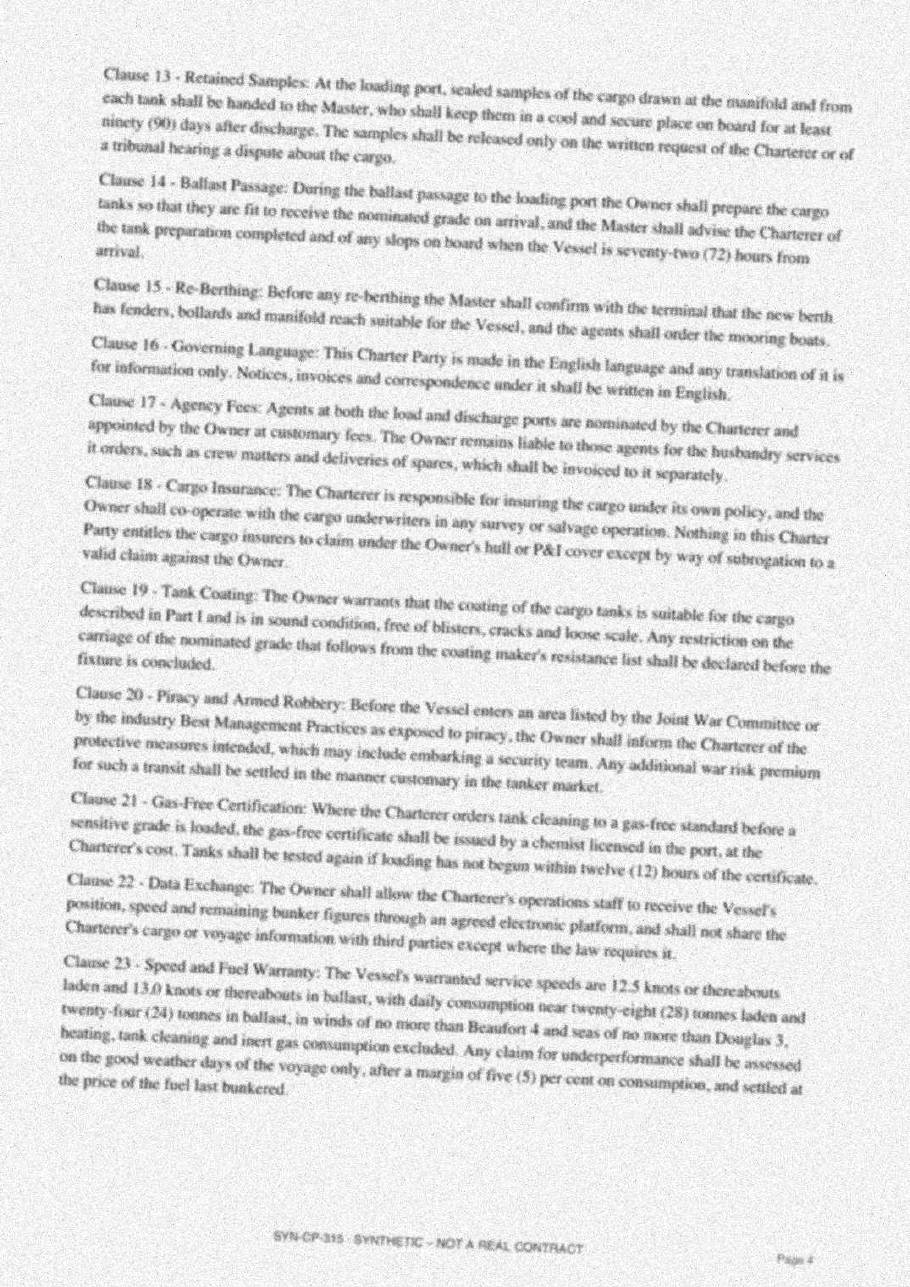 Clause 13 - Retained Samples: At the loading port, sealed samples of the cargo drawn at the manifold and from
each tank shall be handed to the Master, who shall keep them in a cool and secure place on board for at least
ninety (90) days after discharge. The samples shall be released only on the written request of the Charterer or of
a tribunal hearing a dispute about the cargo.
Clause 14 - Ballast Passage: During the ballast passage to the loading port the Owner shall prepare the cargo
tanks so that they are fit to receive the nominated grade on arrival, and the Master shall advise the Charterer of
the tank preparation completed and of any slops on board when the Vessel is seventy-two (72) hours from
arrival.
Clause 15 - Re-Berthing: Before any re-berthing the Master shall confirm with the terminal that the new berth
has fenders, bollards and manifold reach suitable for the Vessel, and the agents shall order the mooring boats.
Clause 16 - Governing Language: This Charter Party is made in the English language and any translation of it is
for information only. Notices, invoices and correspondence under it shall be written in English.
Clause 17 - Agency Fees: Agents at both the load and discharge ports are nominated by the Charterer and
appointed by the Owner at customary fees. The Owner remains liable to those agents for the husbandry services
it orders, such as crew matters and deliveries of spares, which shall be invoiced to it separately.
Clause 18 - Cargo Insurance: The Charterer is responsible for insuring the cargo under its own policy, and the
Owner shall co-operate with the cargo underwriters in any survey or salvage operation. Nothing in this Charter
Party entitles the cargo insurers to claim under the Owner's hull or P&I cover except by way of subrogation to a
valid claim against the Owner.
Clause 19 - Tank Coating: The Owner warrants that the coating of the cargo tanks is suitable for the cargo
described in Part I and is in sound condition, free of blisters, cracks and loose scale. Any restriction on the
carriage of the nominated grade that follows from the coating maker's resistance list shall be declared before the
fixture is concluded.
Clause 20 - Piracy and Armed Robbery: Before the Vessel enters an area listed by the Joint War Committee or
by the industry Best Management Practices as exposed to piracy, the Owner shall inform the Charterer of the
protective measures intended, which may include embarking a security team. Any additional war risk premium
for such a transit shall be settled in the manner customary in the tanker market.
Clause 21 - Gas-Free Certification: Where the Charterer orders tank cleaning to a gas-free standard before a
sensitive grade is loaded, the gas-free certificate shall be issued by a chemist licensed in the port, at the
Charterer's cost. Tanks shall be tested again if loading has not begun within twelve (12) hours of the certificate.
Clause 22 - Data Exchange: The Owner shall allow the Charterer's operations staff to receive the Vessel's
position, speed and remaining bunker figures through an agreed electronic platform, and shall not share the
Charterer's cargo or voyage information with third parties except where the law requires it.
Clause 23 - Speed and Fuel Warranty: The Vessel's warranted service speeds are 12.5 knots or thereabouts
laden and 13.0 knots or thereabouts in ballast, with daily consumption near twenty-eight (28) tonnes laden and
twenty-four (24) tonnes in ballast, in winds of no more than Beaufort 4 and seas of no more than Douglas 3,
heating, tank cleaning and inert gas consumption excluded. Any claim for underperformance shall be assessed
on the good weather days of the voyage only, after a margin of five (5) per cent on consumption, and settled at
the price of the fuel last bunkered.
SYN-CP-315 SYNTHETIC - NOT A REAL CONTRACT
Page 4